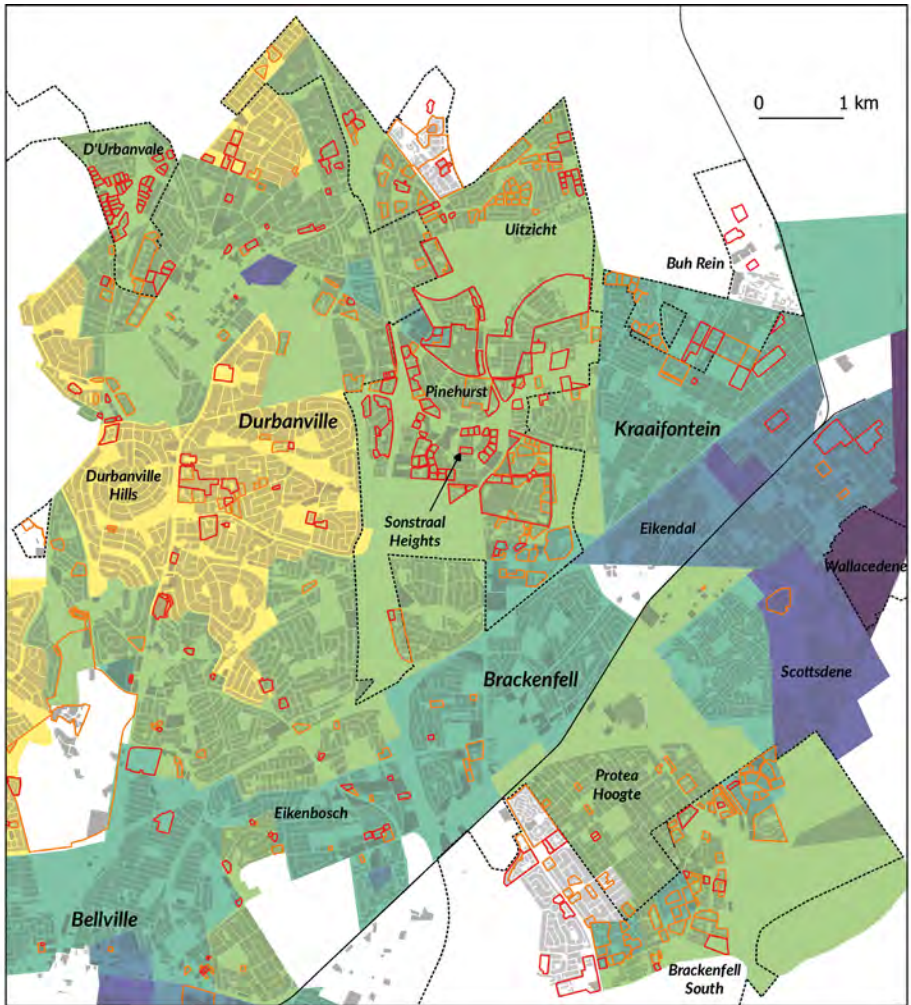 0 1 km
D'Urbanvale
Uitzicht
Buh Rein
Pinehurst
Durbanville
Kraaifontein
Durbanville
Hills
Sonstraal
Heights
Eikendal
Wallacedene
Scottsdene
Brackenfell
Protea
Hoogte
Eikenbosch
Bellville
Brackenfell
South